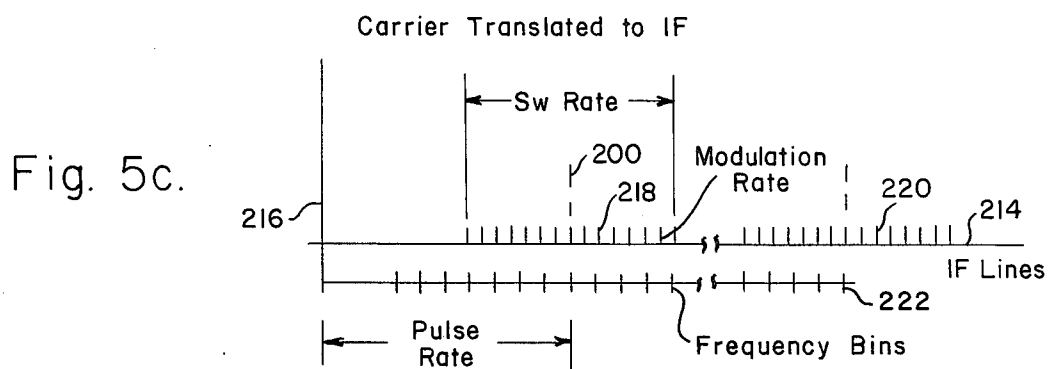 Carrier Translated to IF
Sw Rate
Fig. 5c.
200
Modulation
Rate
218
220
214
216
IF Lines
222
Pulse
Rate
Frequency Bins